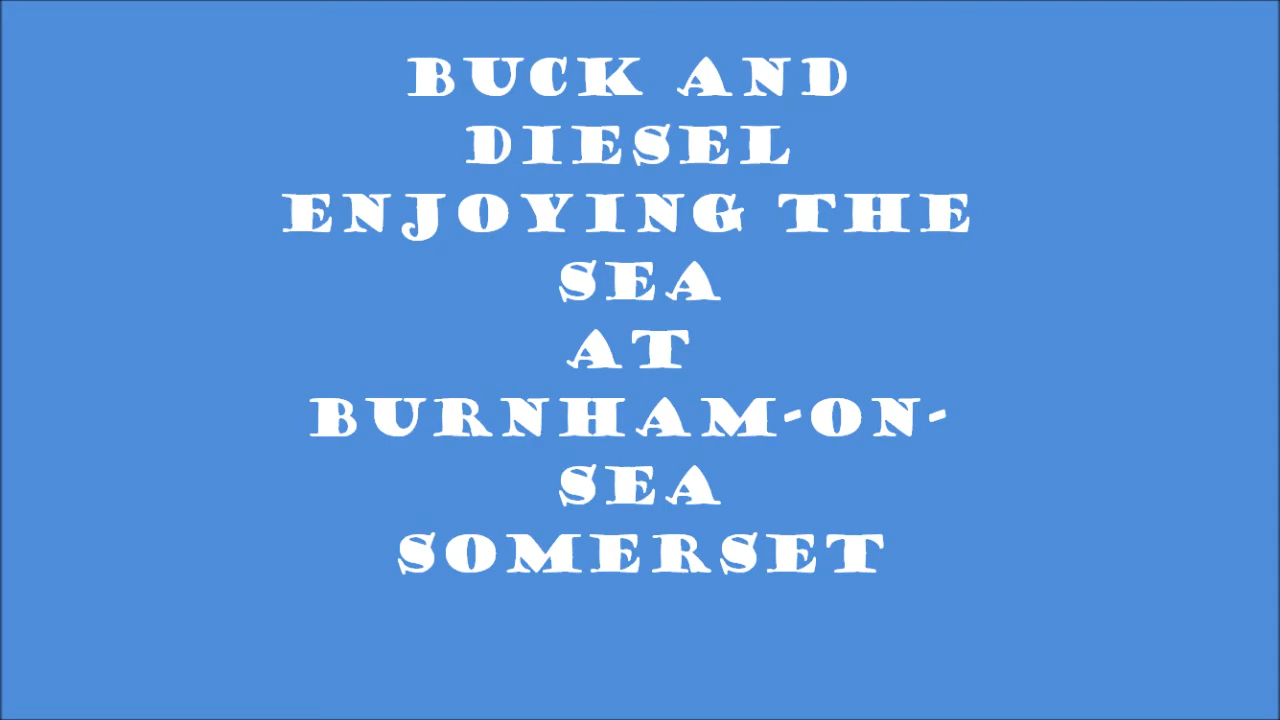 BUCK AND
DIESEL
ENJOYING THE
SEA
AT
BURNHAM-ON-
SEA
SOMERSET